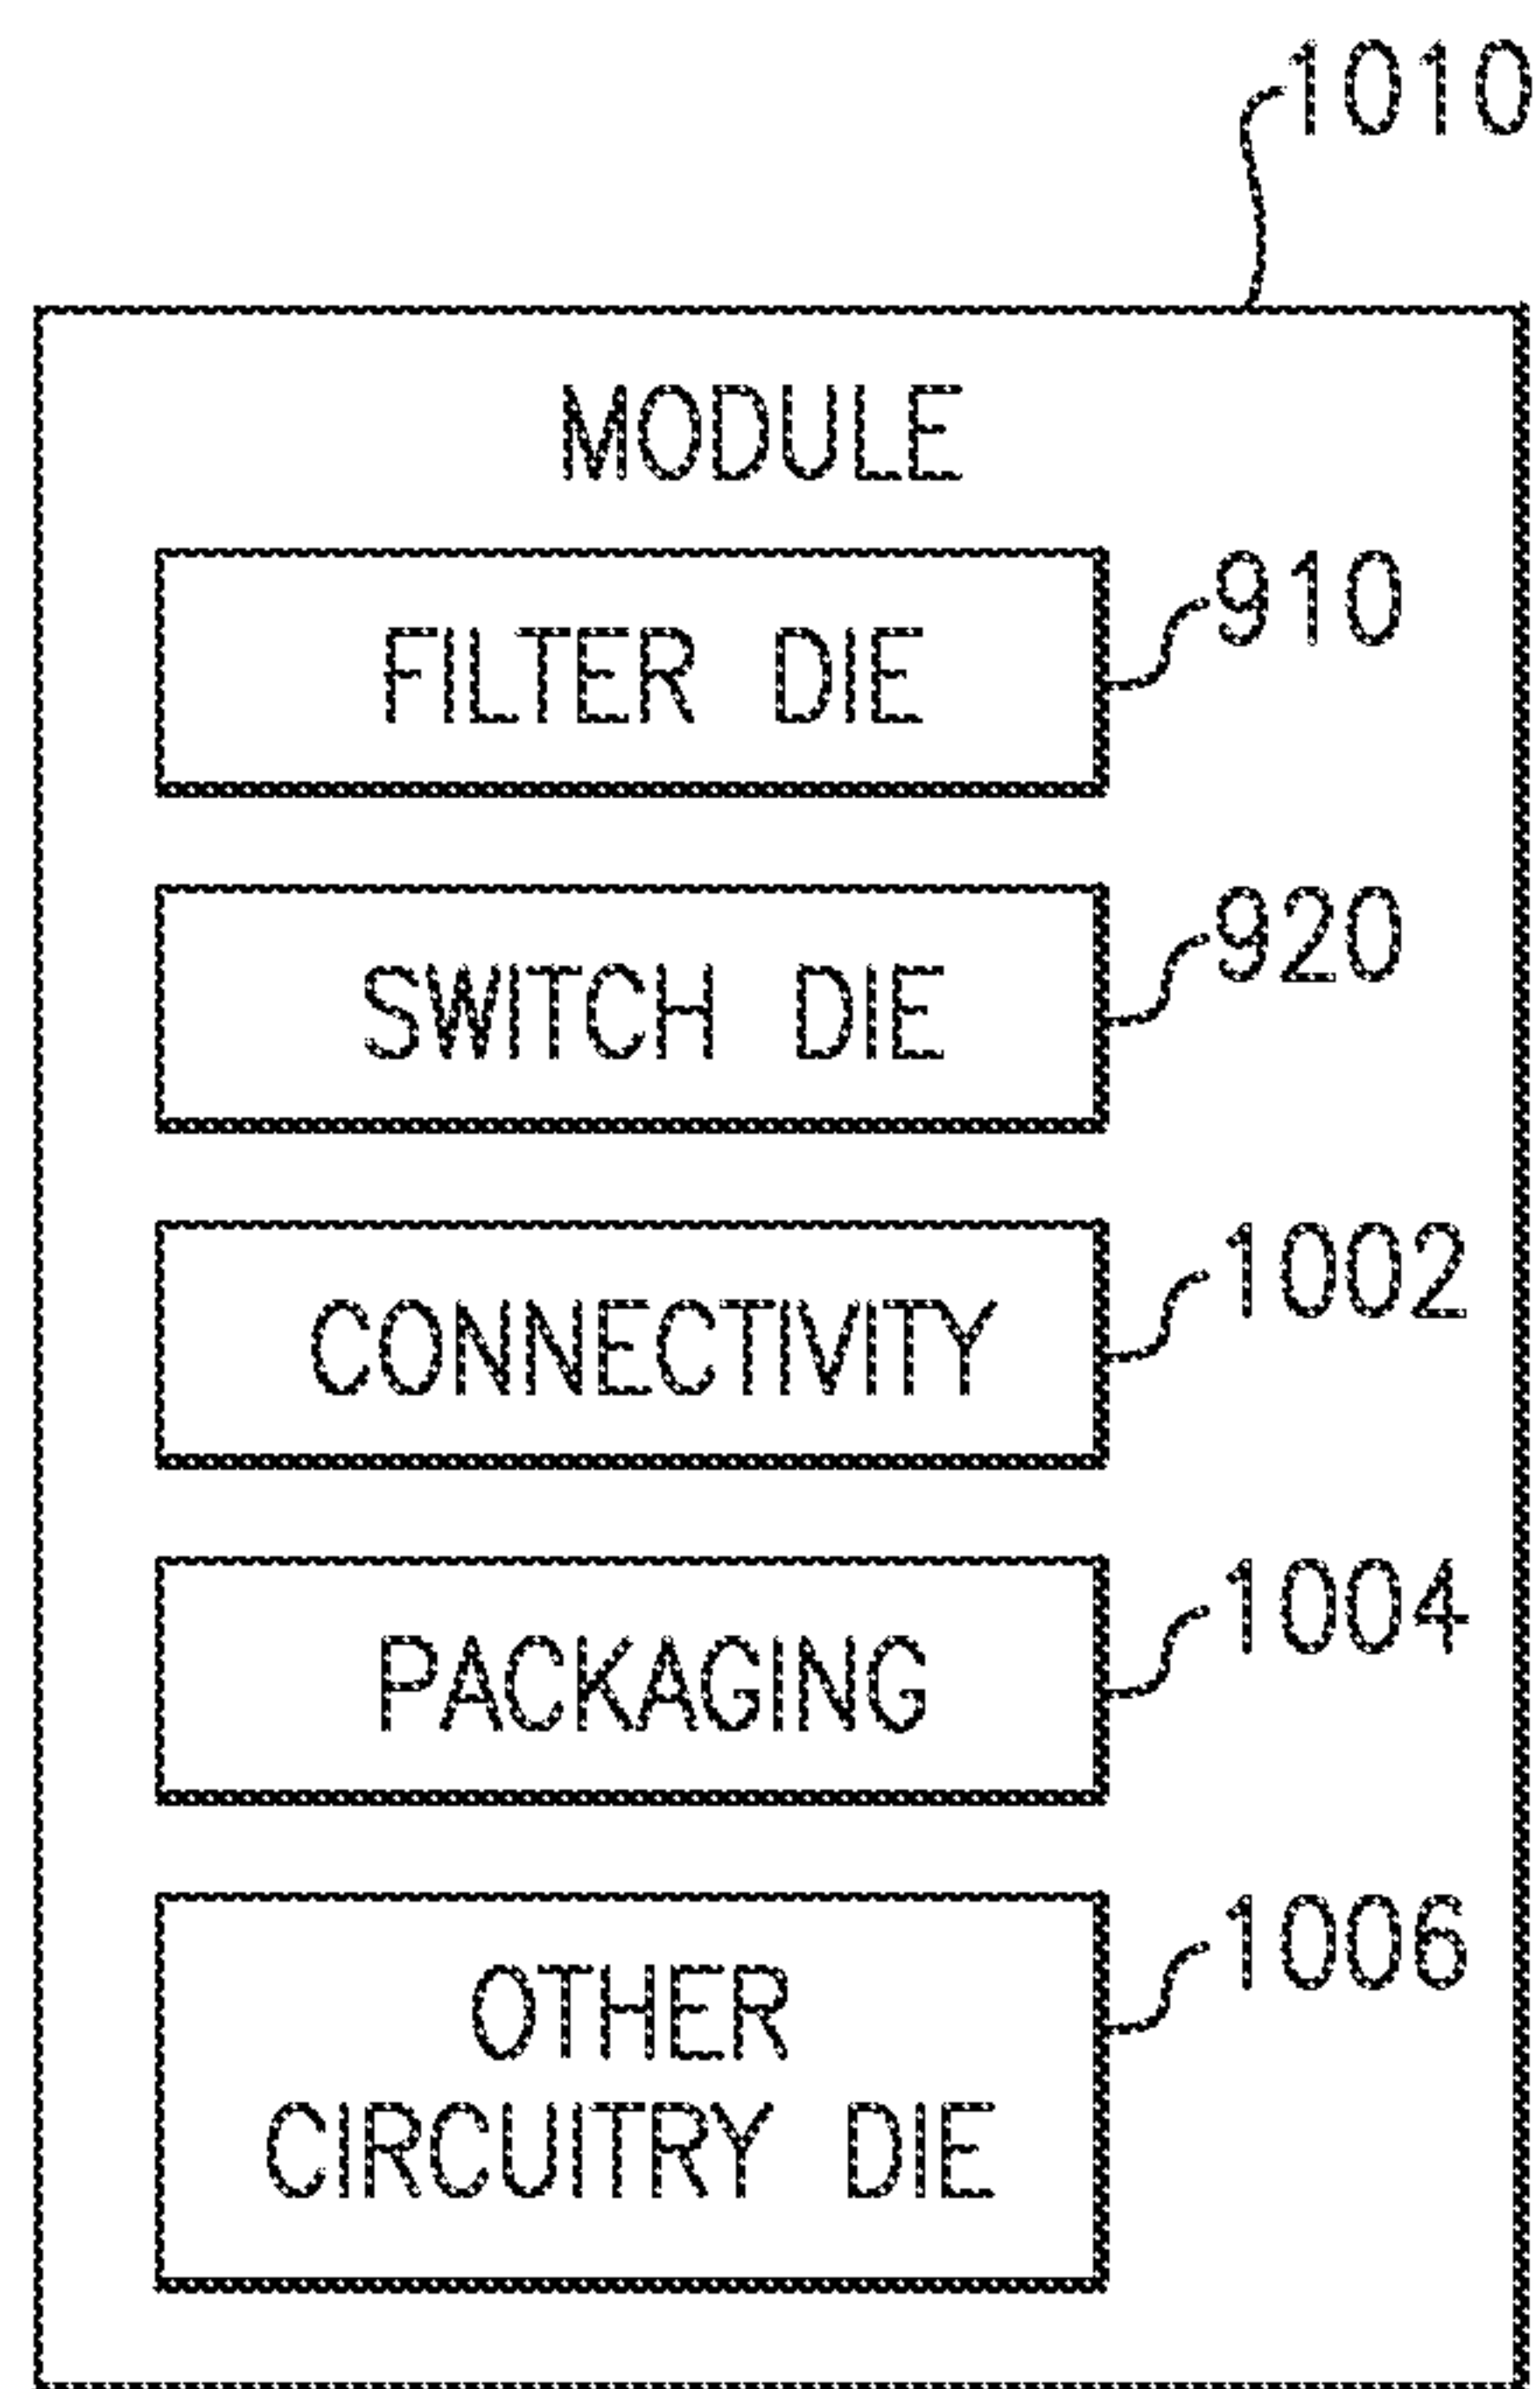 1010
MODULE
FILTER DIE 910
SWITCH DIE 920
CONNECTIVITY 1002
PACKAGING 1004
OTHER 1006
CIRCUITRY DIE